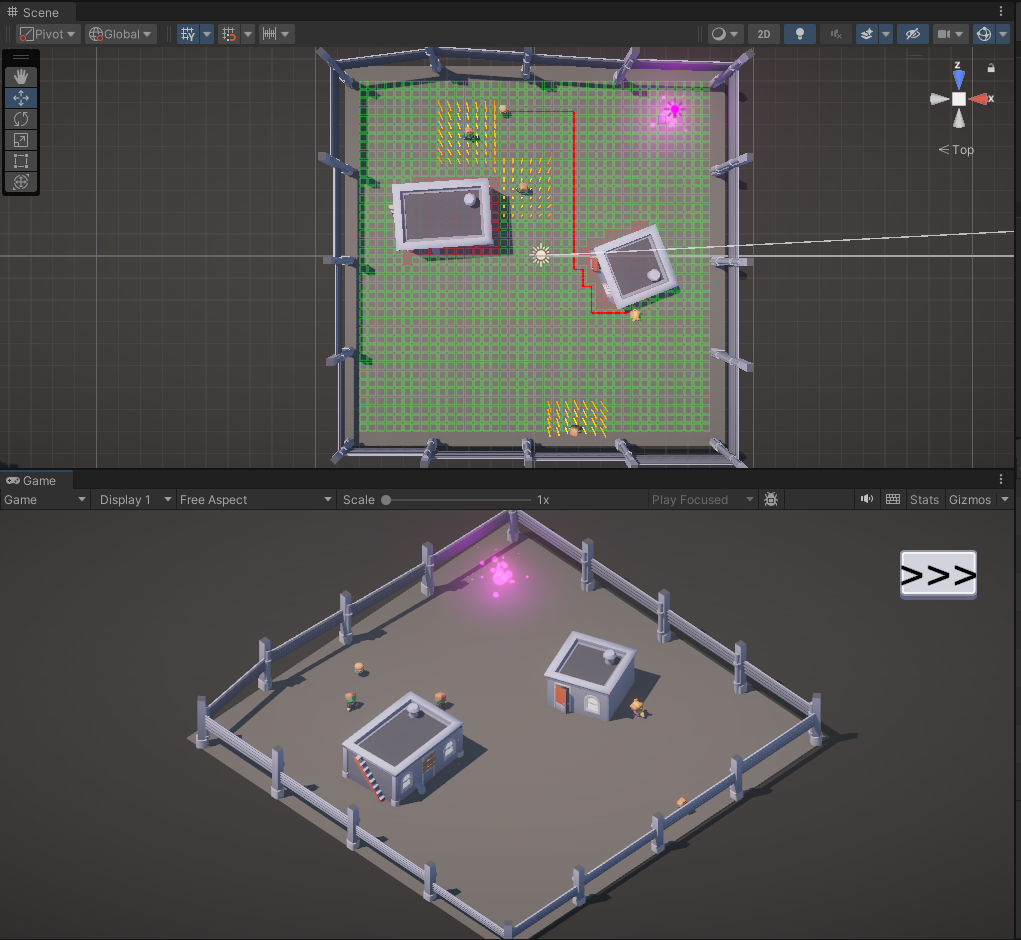 Scene
Pivot Global 2D
z
x
Top
Game
Game Display 1 Free Aspect Scale 1x Play Focused Stats Gizmos
>>>